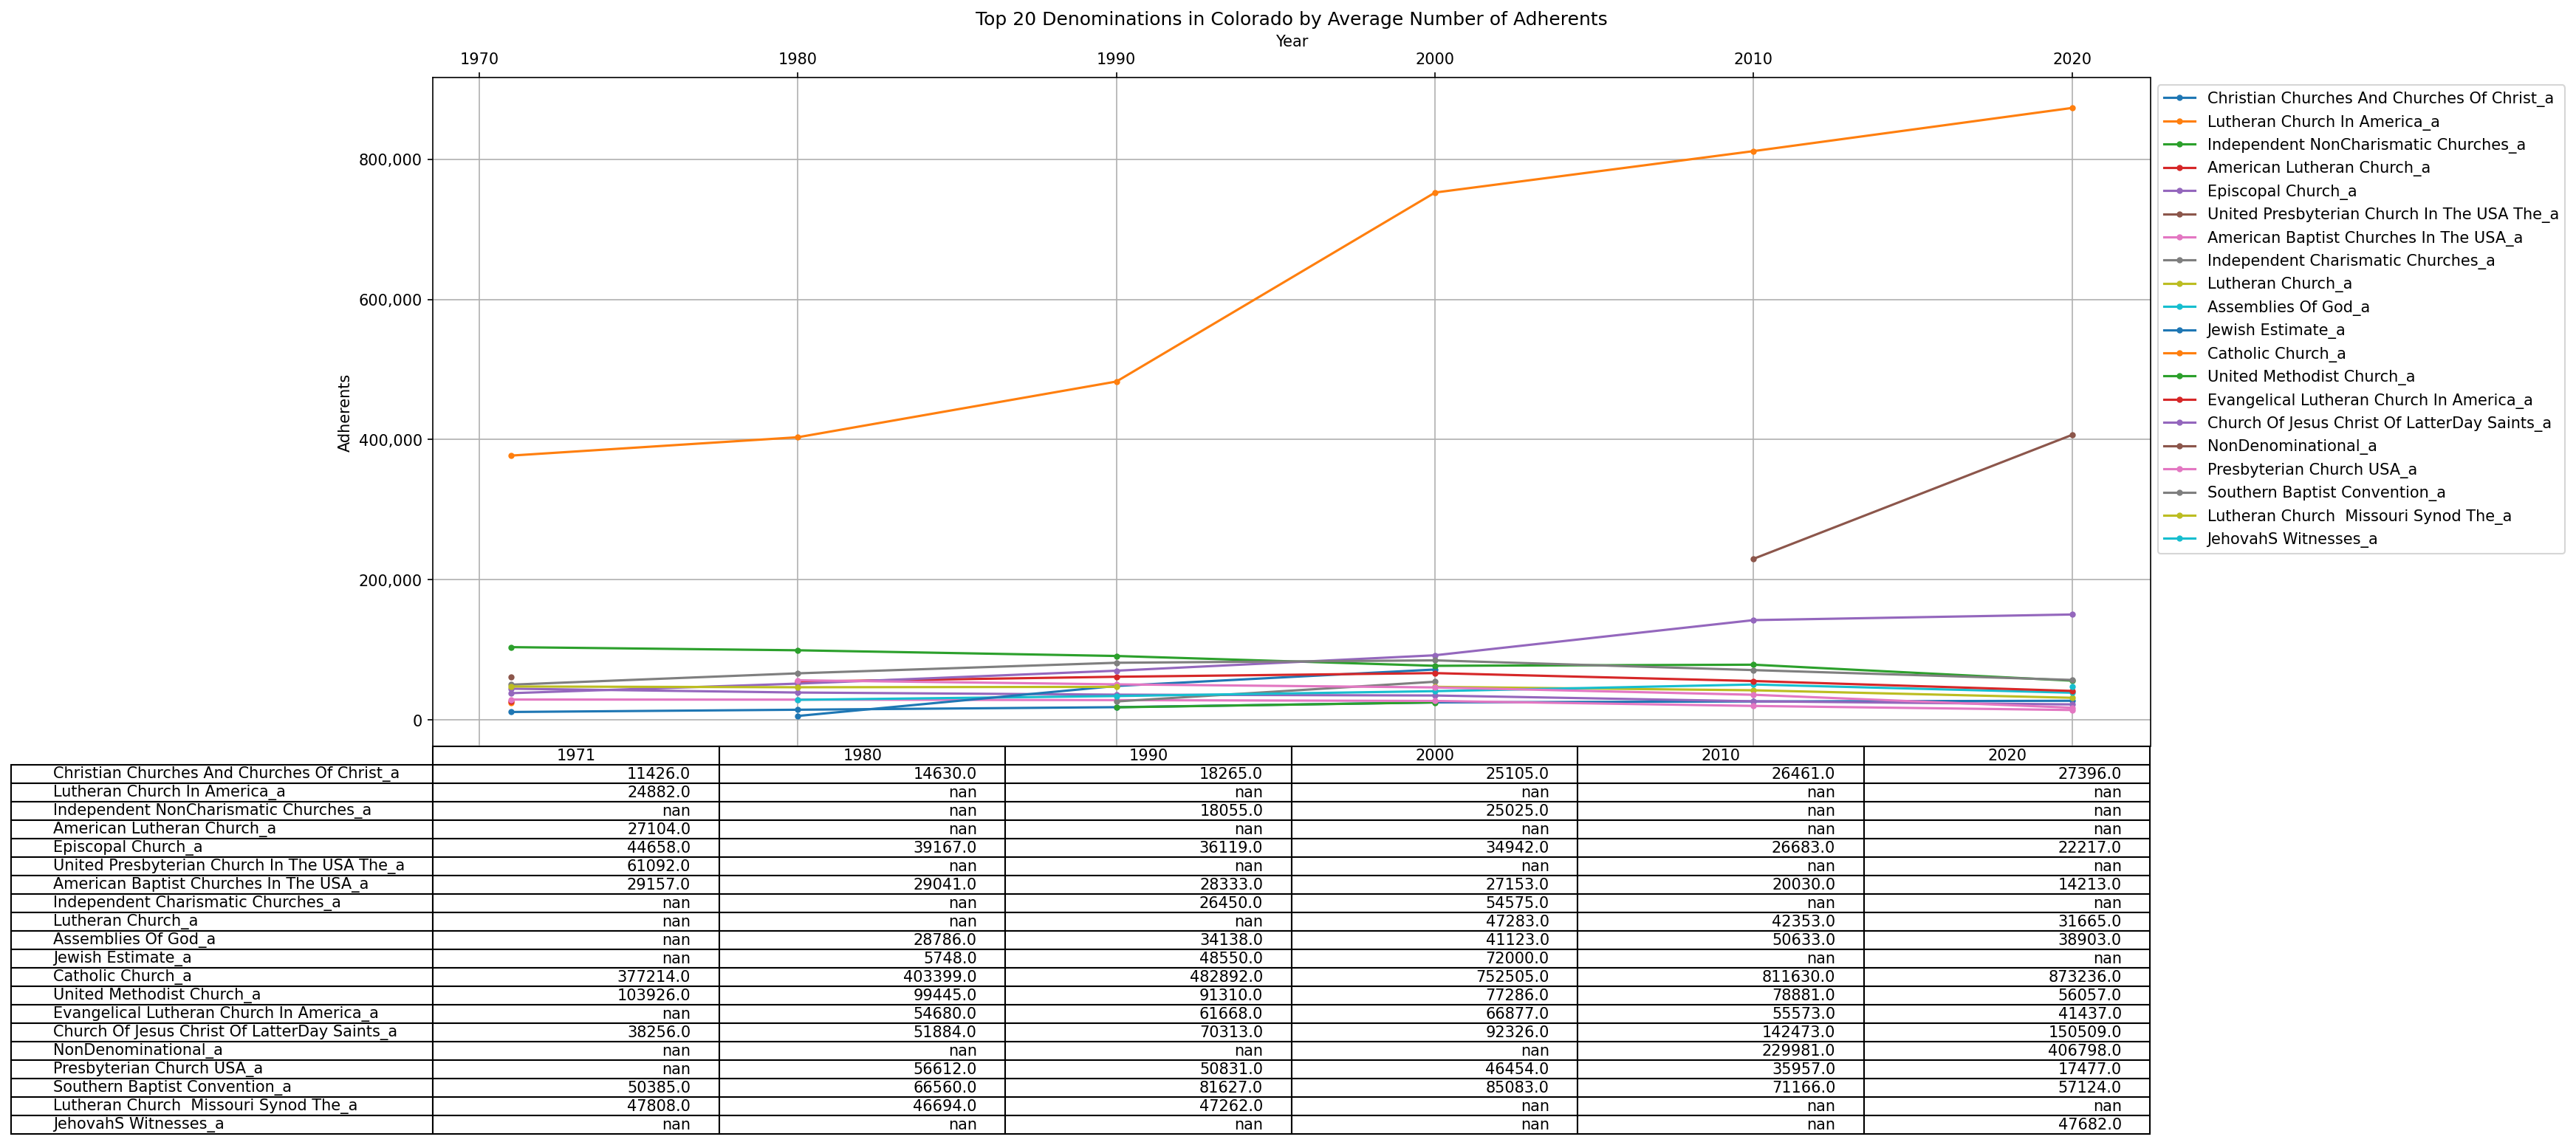 Top 20 Denominations in Colorado by Average Number of Adherents
Year
1970 1980 1990 2000 2010 2020
800,000
600,000
400,000
200,000
0
Adherents
Christian Churches And Churches Of Christ_a
Lutheran Church In America_a
Independent NonCharismatic Churches_a
American Lutheran Church_a
Episcopal Church_a
United Presbyterian Church In The USA The_a
American Baptist Churches In The USA_a
Independent Charismatic Churches_a
Lutheran Church_a
Assemblies Of God_a
Jewish Estimate_a
Catholic Church_a
United Methodist Church_a
Evangelical Lutheran Church In America_a
Church Of Jesus Christ Of LatterDay Saints_a
NonDenominational_a
Presbyterian Church USA_a
Southern Baptist Convention_a
Lutheran Church  Missouri Synod The_a
JehovahS Witnesses_a
1971 1980 1990 2000 2010 2020
Christian Churches And Churches Of Christ_a 11426.0 14630.0 18265.0 25105.0 26461.0 27396.0
Lutheran Church In America_a 24882.0 nan nan nan nan nan
Independent NonCharismatic Churches_a nan nan 18055.0 25025.0 nan nan
American Lutheran Church_a 27104.0 nan nan nan nan nan
Episcopal Church_a 44658.0 39167.0 36119.0 34942.0 26683.0 22217.0
United Presbyterian Church In The USA The_a 61092.0 nan nan nan nan nan
American Baptist Churches In The USA_a 29157.0 29041.0 28333.0 27153.0 20030.0 14213.0
Independent Charismatic Churches_a nan nan 26450.0 54575.0 nan nan
Lutheran Church_a nan nan nan 47283.0 42353.0 31665.0
Assemblies Of God_a nan 28786.0 34138.0 41123.0 50633.0 38903.0
Jewish Estimate_a nan 5748.0 48550.0 72000.0 nan nan
Catholic Church_a 377214.0 403399.0 482892.0 752505.0 811630.0 873236.0
United Methodist Church_a 103926.0 99445.0 91310.0 77286.0 78881.0 56057.0
Evangelical Lutheran Church In America_a nan 54680.0 61668.0 66877.0 55573.0 41437.0
Church Of Jesus Christ Of LatterDay Saints_a 38256.0 51884.0 70313.0 92326.0 142473.0 150509.0
NonDenominational_a nan nan nan nan 229981.0 406798.0
Presbyterian Church USA_a nan 56612.0 50831.0 46454.0 35957.0 17477.0
Southern Baptist Convention_a 50385.0 66560.0 81627.0 85083.0 71166.0 57124.0
Lutheran Church  Missouri Synod The_a 47808.0 46694.0 47262.0 nan nan nan
JehovahS Witnesses_a nan nan nan nan nan 47682.0